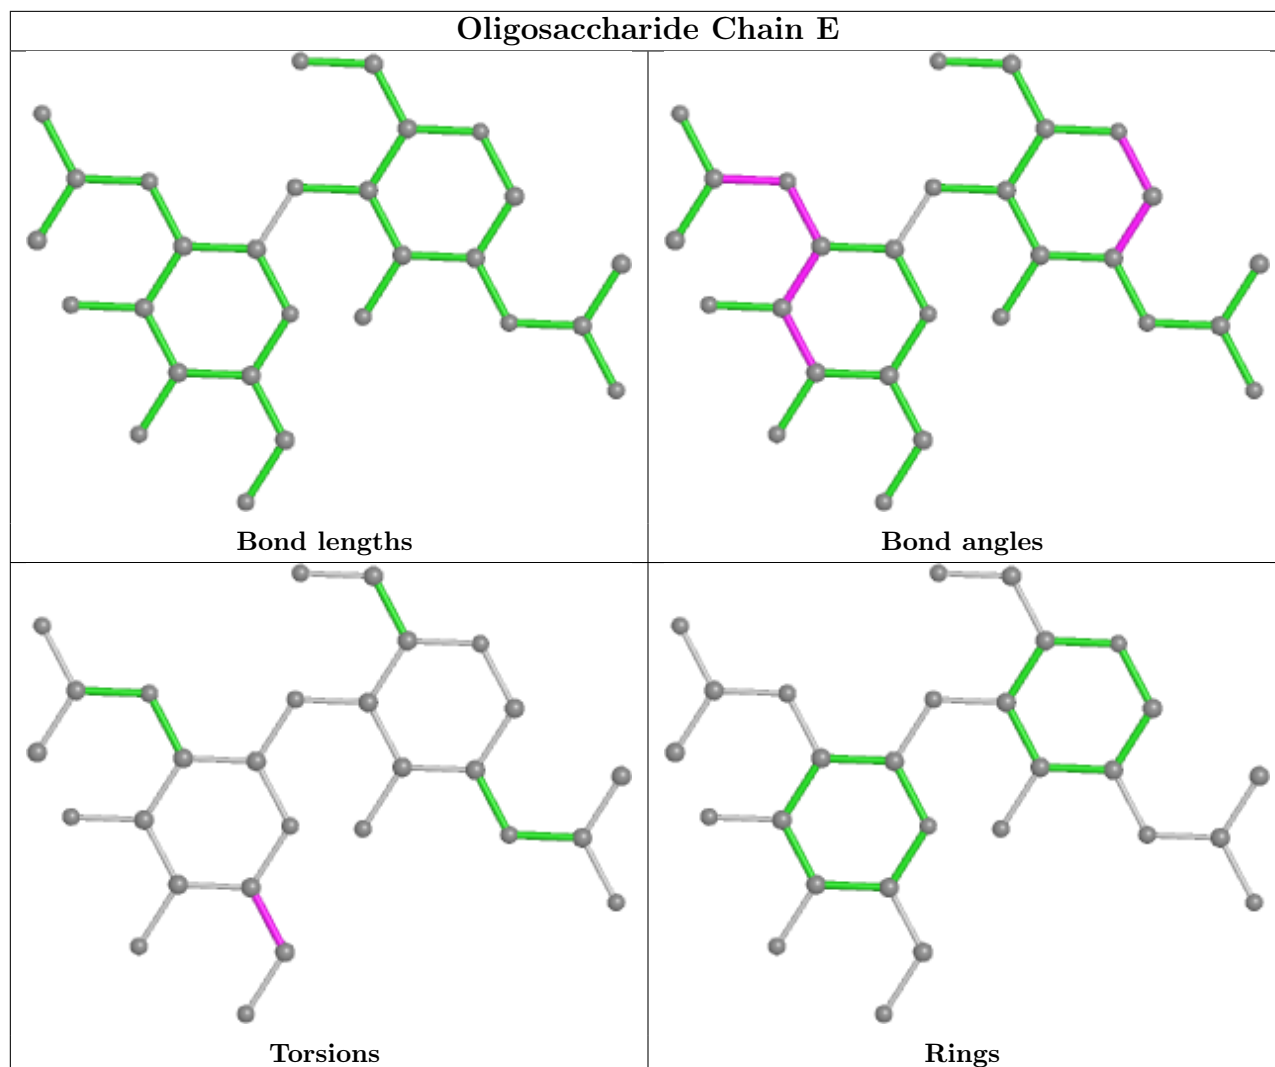 Oligosaccharide Chain E
Bond lengths
Bond angles
Torsions
Rings